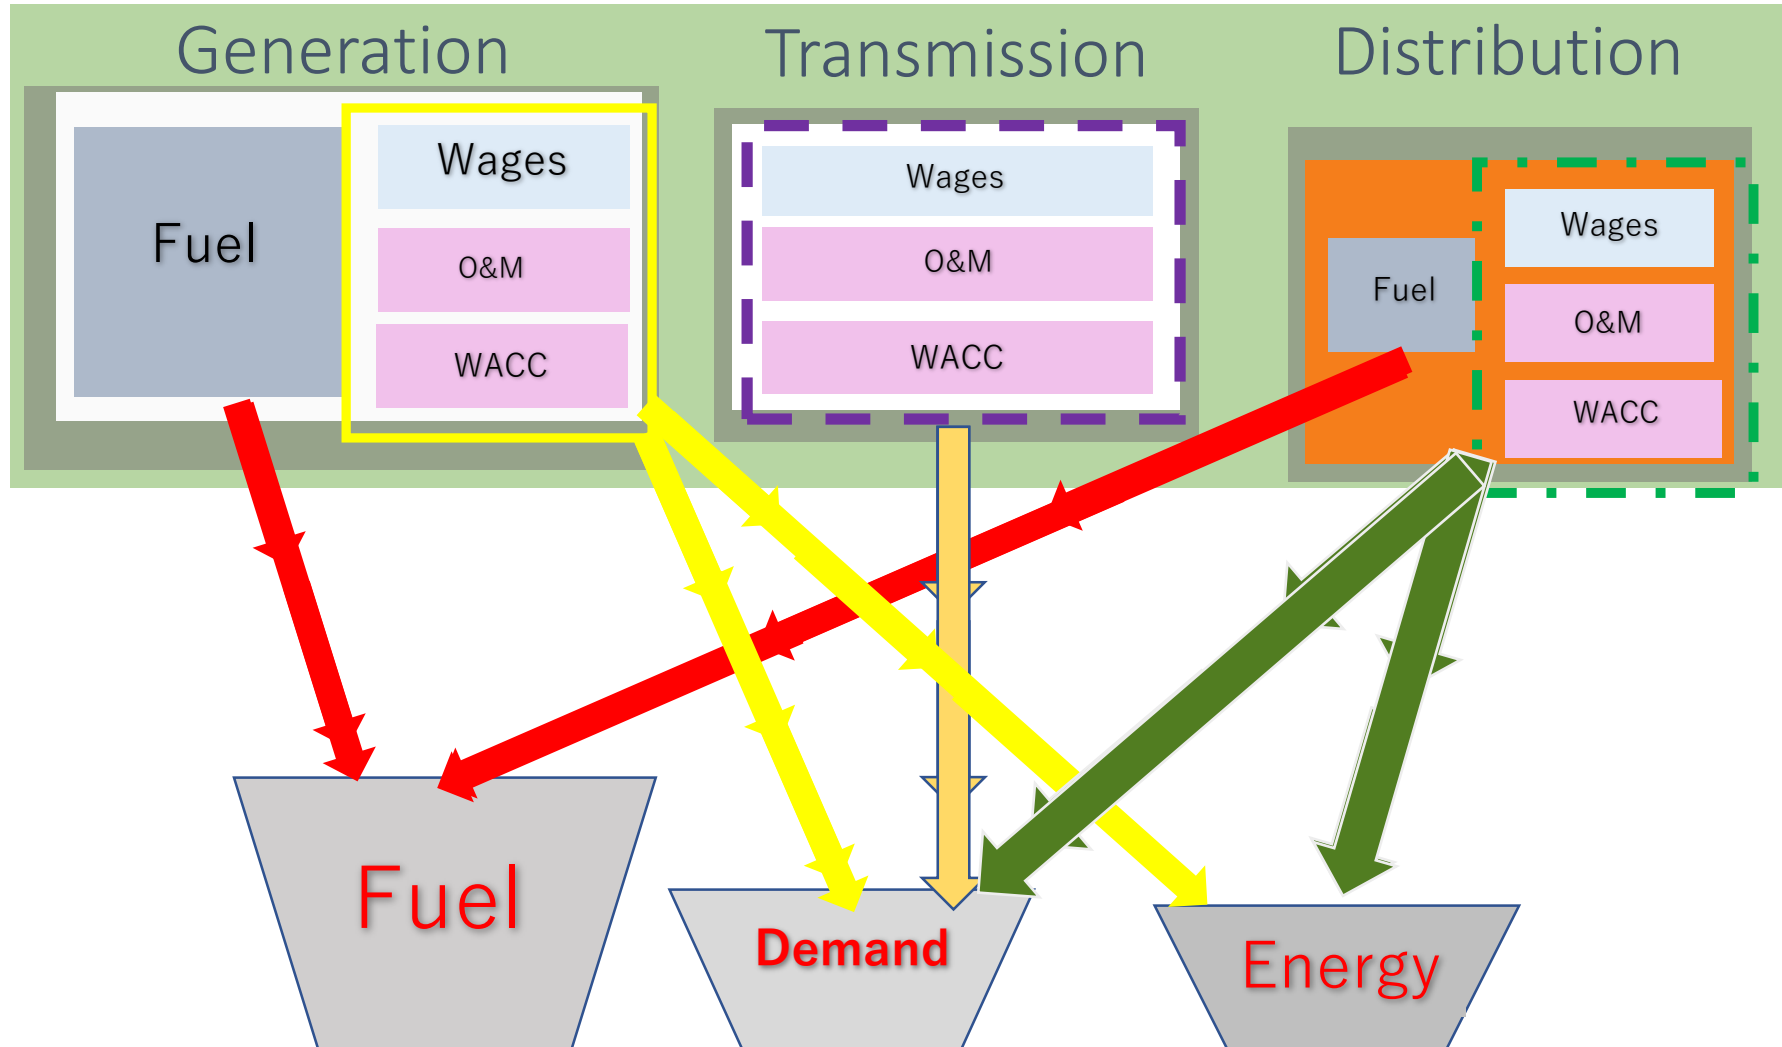 Generation
Transmission
Distribution
Fuel
Wages
O&M
WACC
Wages
O&M
WACC
Fuel
Wages
O&M
WACC
Fuel
Demand
Energy